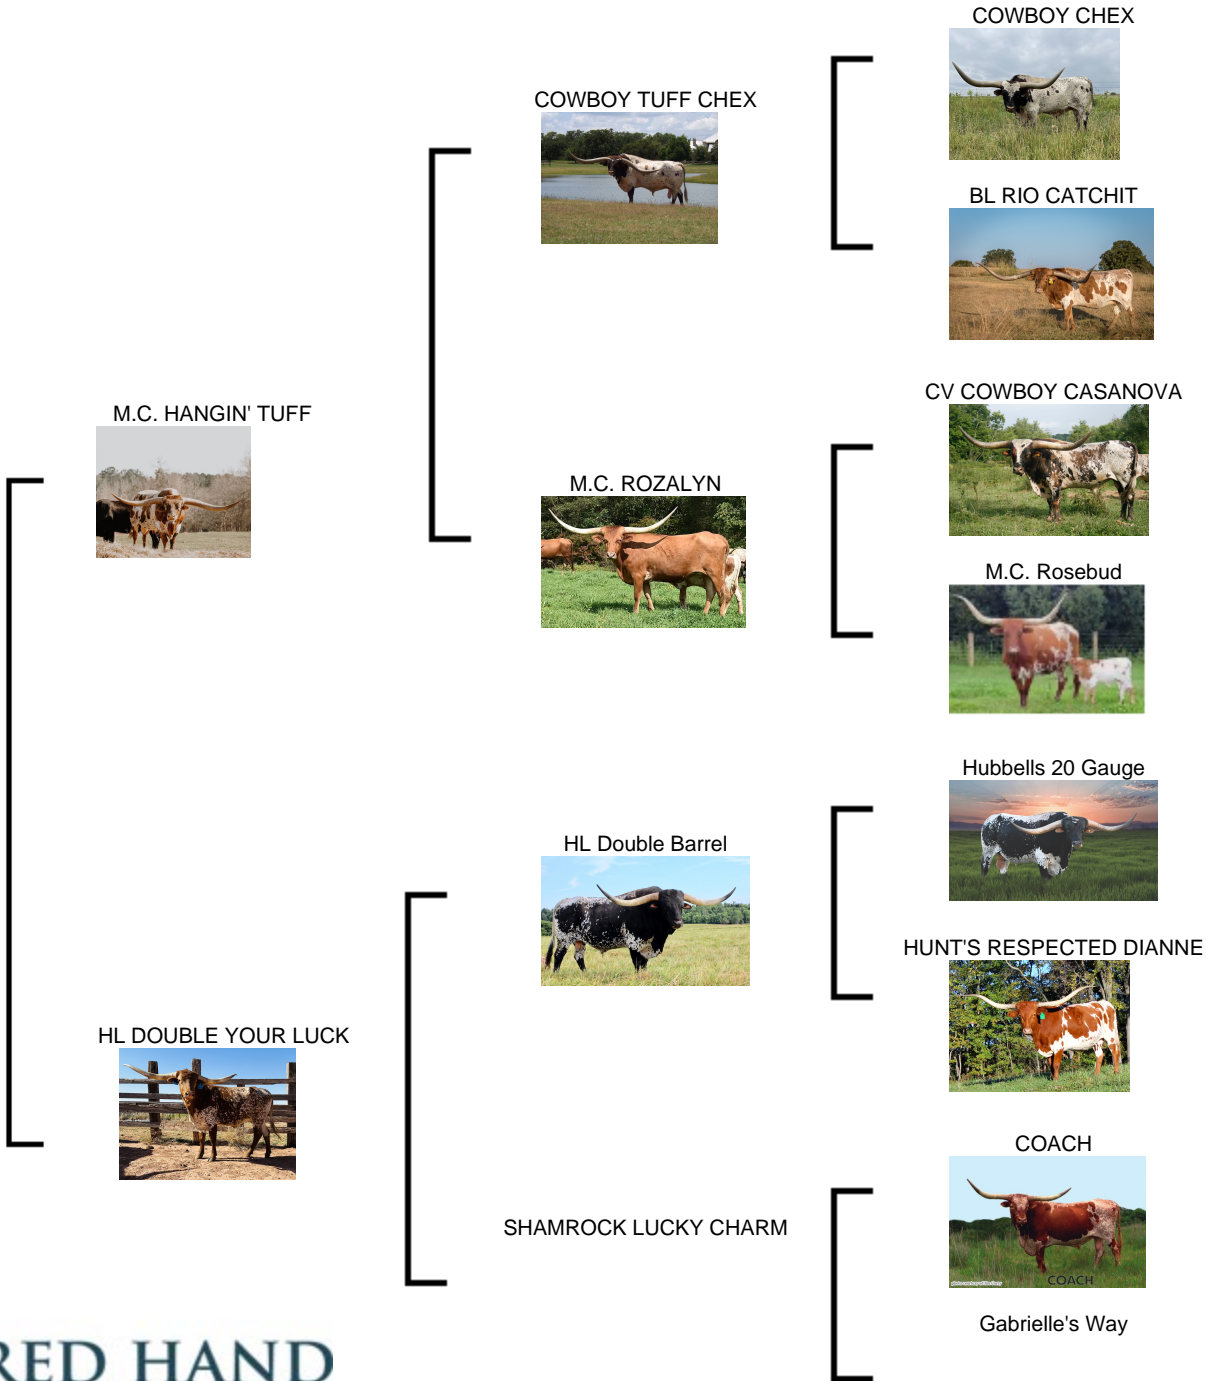 COWBOY CHEX
COWBOY TUFF CHEX
BL RIO CATCHIT
CV COWBOY CASANOVA
M.C. HANGIN' TUFF
M.C. ROZALYN
M.C. Rosebud
Hubbells 20 Gauge
HL Double Barrel
HUNT'S RESPECTED DIANNE
HL DOUBLE YOUR LUCK
COACH
SHAMROCK LUCKY CHARM
COACH
Gabrielle's Way
RED HAND